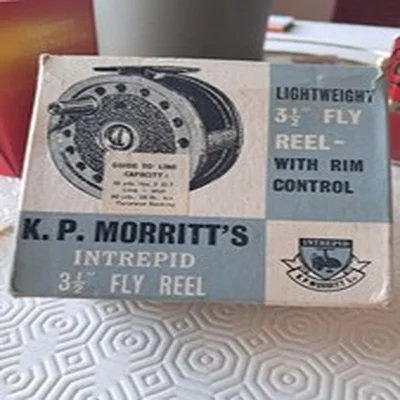 LIGHTWEIGHT
3½" FLY
REEL-
WITH RIM
CONTROL
GUIDE TO LINE
CAPACITY:
K. P. MORRITT'S
INTREPID
3½" FLY REEL
INTREPID
K.P. MORRITT